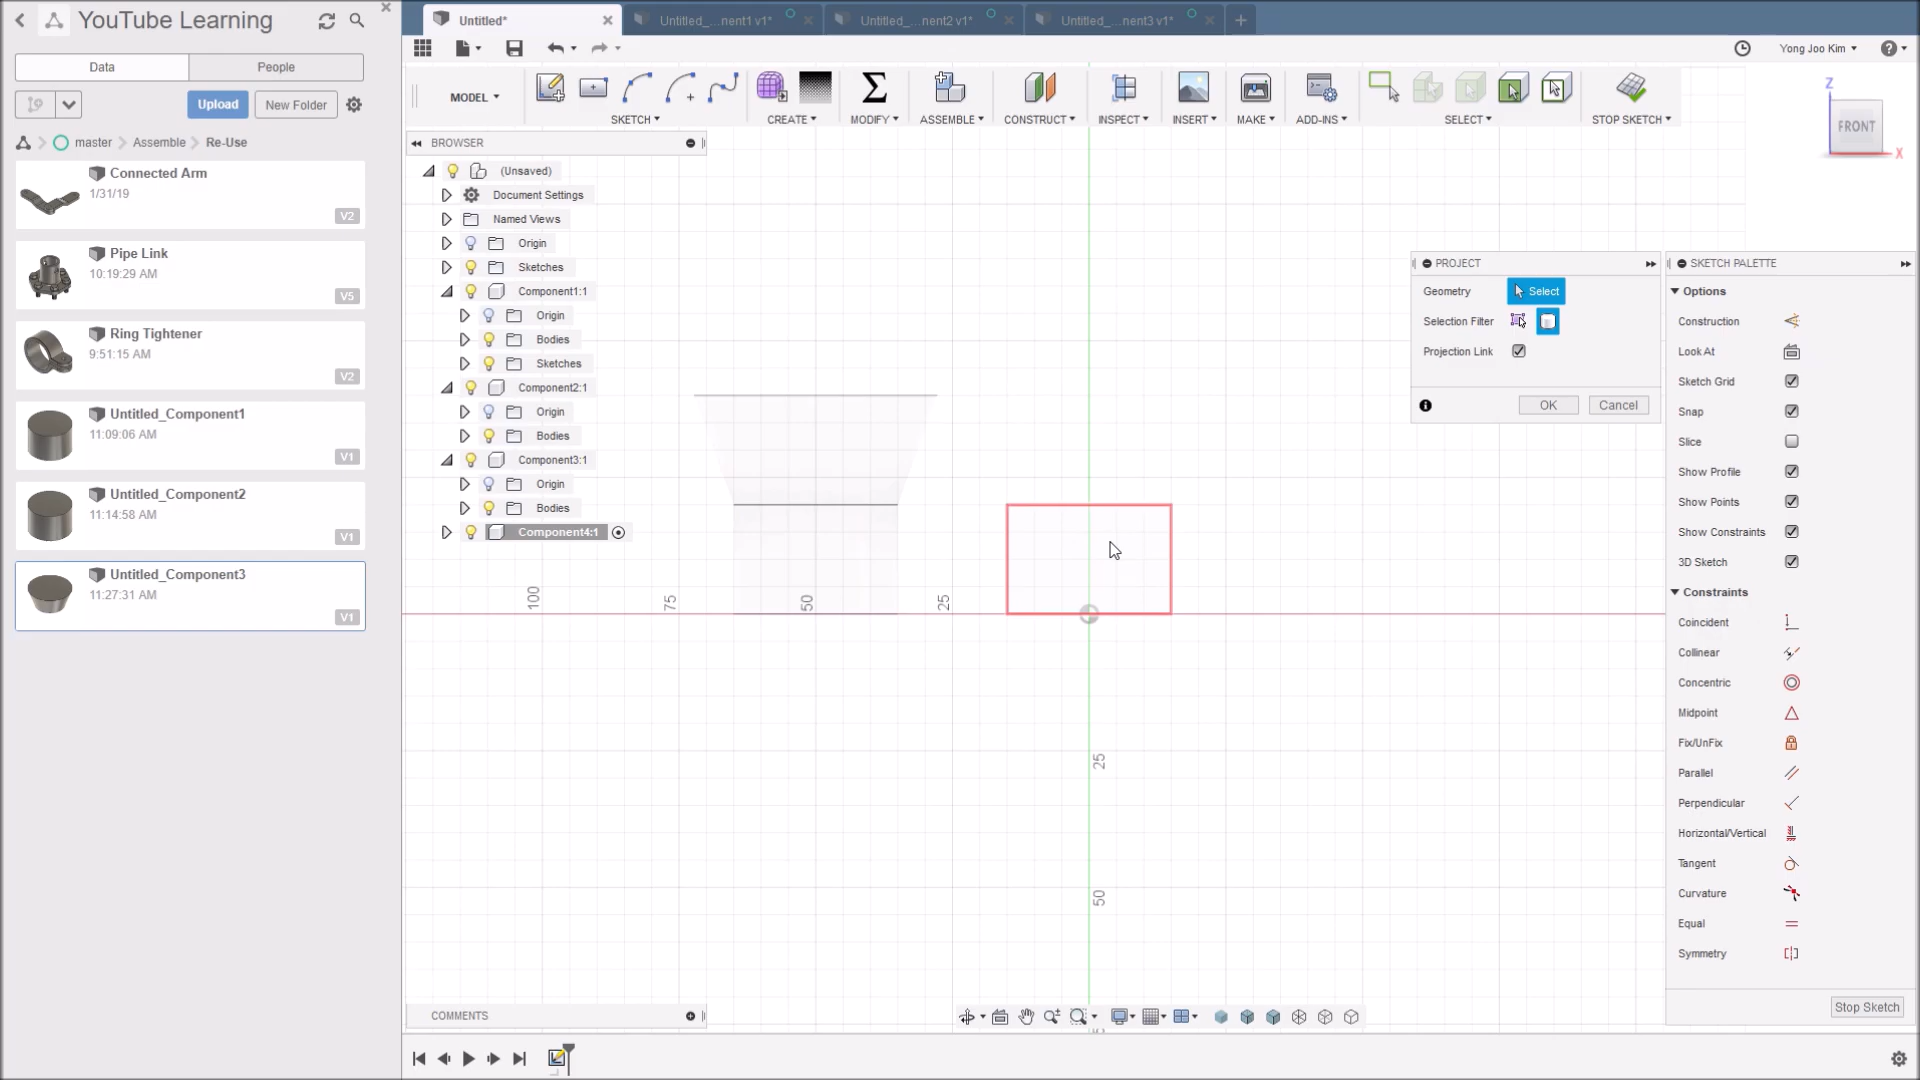 YouTube Learning
Data
People
Upload
New Folder
master
Assemble
Re-Use
Connected Arm
1/31/19
V2
Pipe Link
10:19:29 AM
V5
Ring Tightener
9:51:15 AM
V2
Untitled_Component1
11:09:06 AM
V1
Untitled_Component2
11:14:58 AM
V1
Untitled_Component3
11:27:31 AM
V1
Untitled*
Untitled_...nent1 v1*
Untitled_...nent2 v1*
Untitled_...nent3 v1*
Yong Joo Kim
MODEL
SKETCH
CREATE
MODIFY
ASSEMBLE
CONSTRUCT
INSPECT
INSERT
MAKE
ADD-INS
SELECT
STOP SKETCH
Z
FRONT
X
BROWSER
(Unsaved)
Document Settings
Named Views
Origin
Sketches
Component1:1
Origin
Bodies
Sketches
Component2:1
Origin
Bodies
Component3:1
Origin
Bodies
Component4:1
100
75
50
25
25
50
PROJECT
Geometry
Select
Selection Filter
Projection Link
OK
Cancel
SKETCH PALETTE
Options
Construction
Look At
Sketch Grid
Snap
Slice
Show Profile
Show Points
Show Constraints
3D Sketch
Constraints
Coincident
Collinear
Concentric
Midpoint
Fix/UnFix
Parallel
Perpendicular
Horizontal/Vertical
Tangent
Curvature
Equal
Symmetry
Stop Sketch
COMMENTS